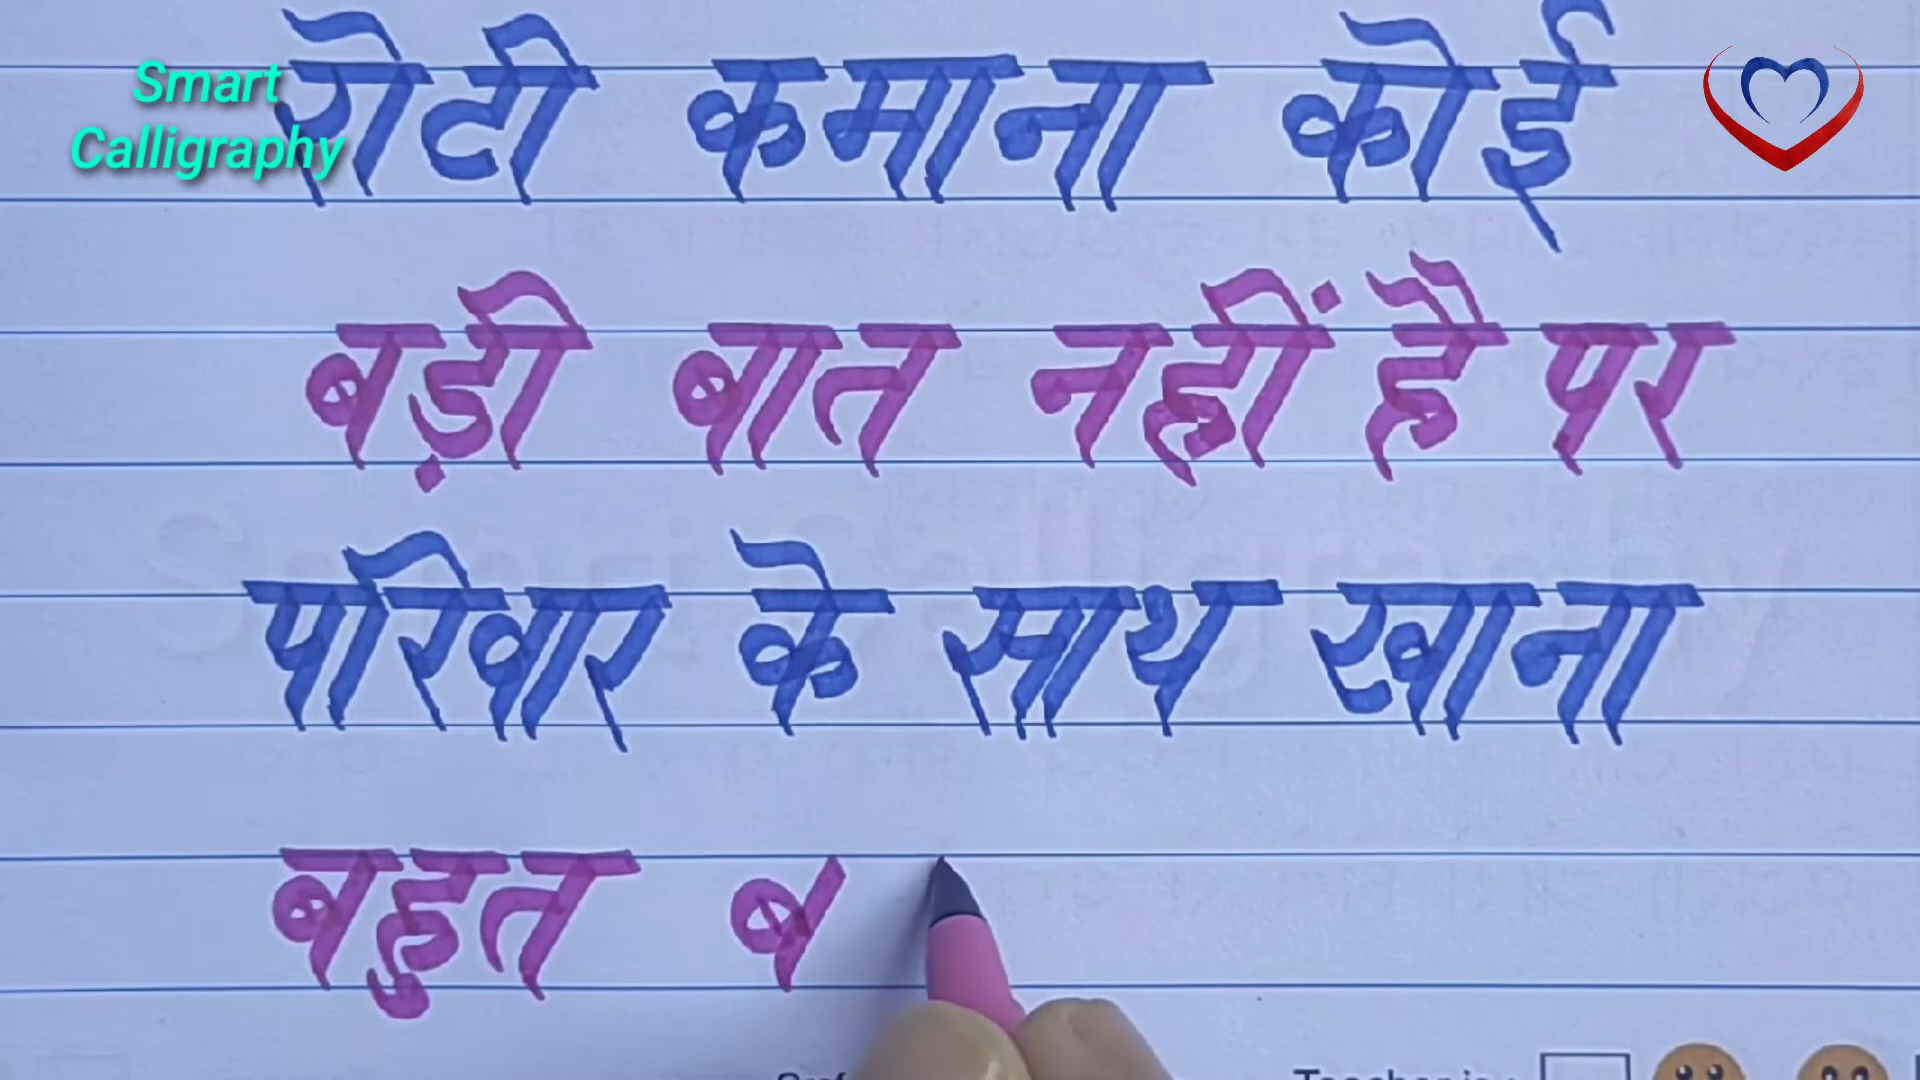 Smart
Calligraphy
रोटी कमाना कोई
बड़ी बात नहीं है पर
परिवार के साथ खाना
बहुत ब